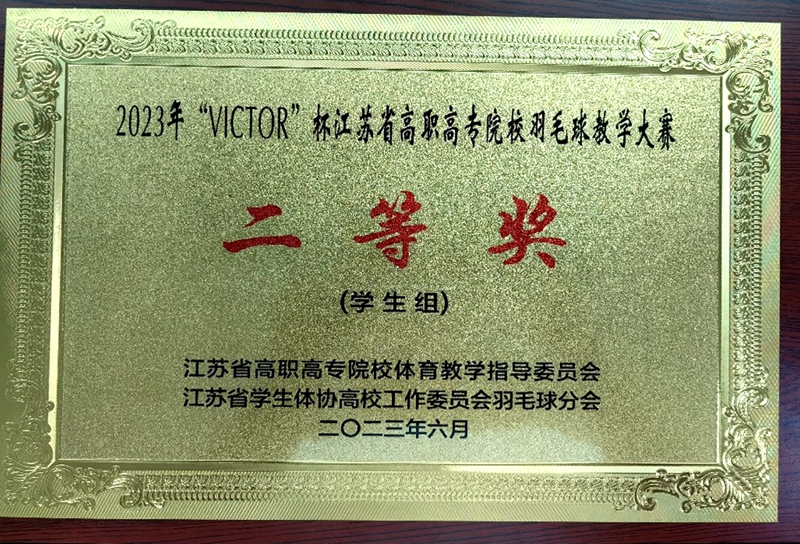 2023年“VICTOR”杯江苏省高职高专院校羽毛球教学大赛
二等奖
(学生组)
江苏省高职高专院校体育教学指导委员会
江苏省学生体协高校工作委员会羽毛球分会
二〇二三年六月